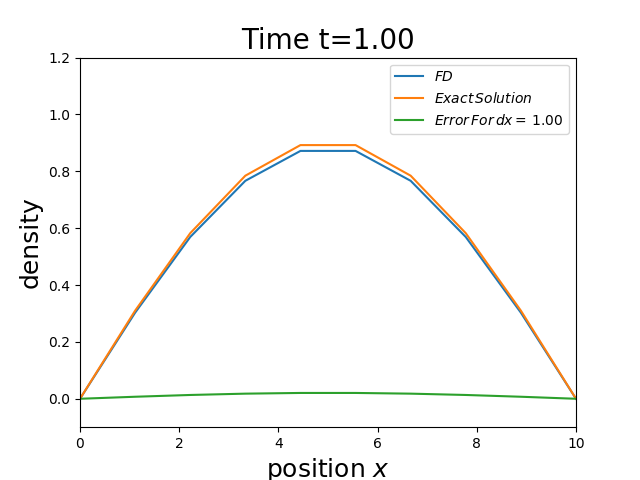 Time t=1.00
1.2
1.0
0.8
0.6
0.4
0.2
0.0
density
FD
Exact Solution
Error For dx = 1.00
0 2 4 6 8 10
position x